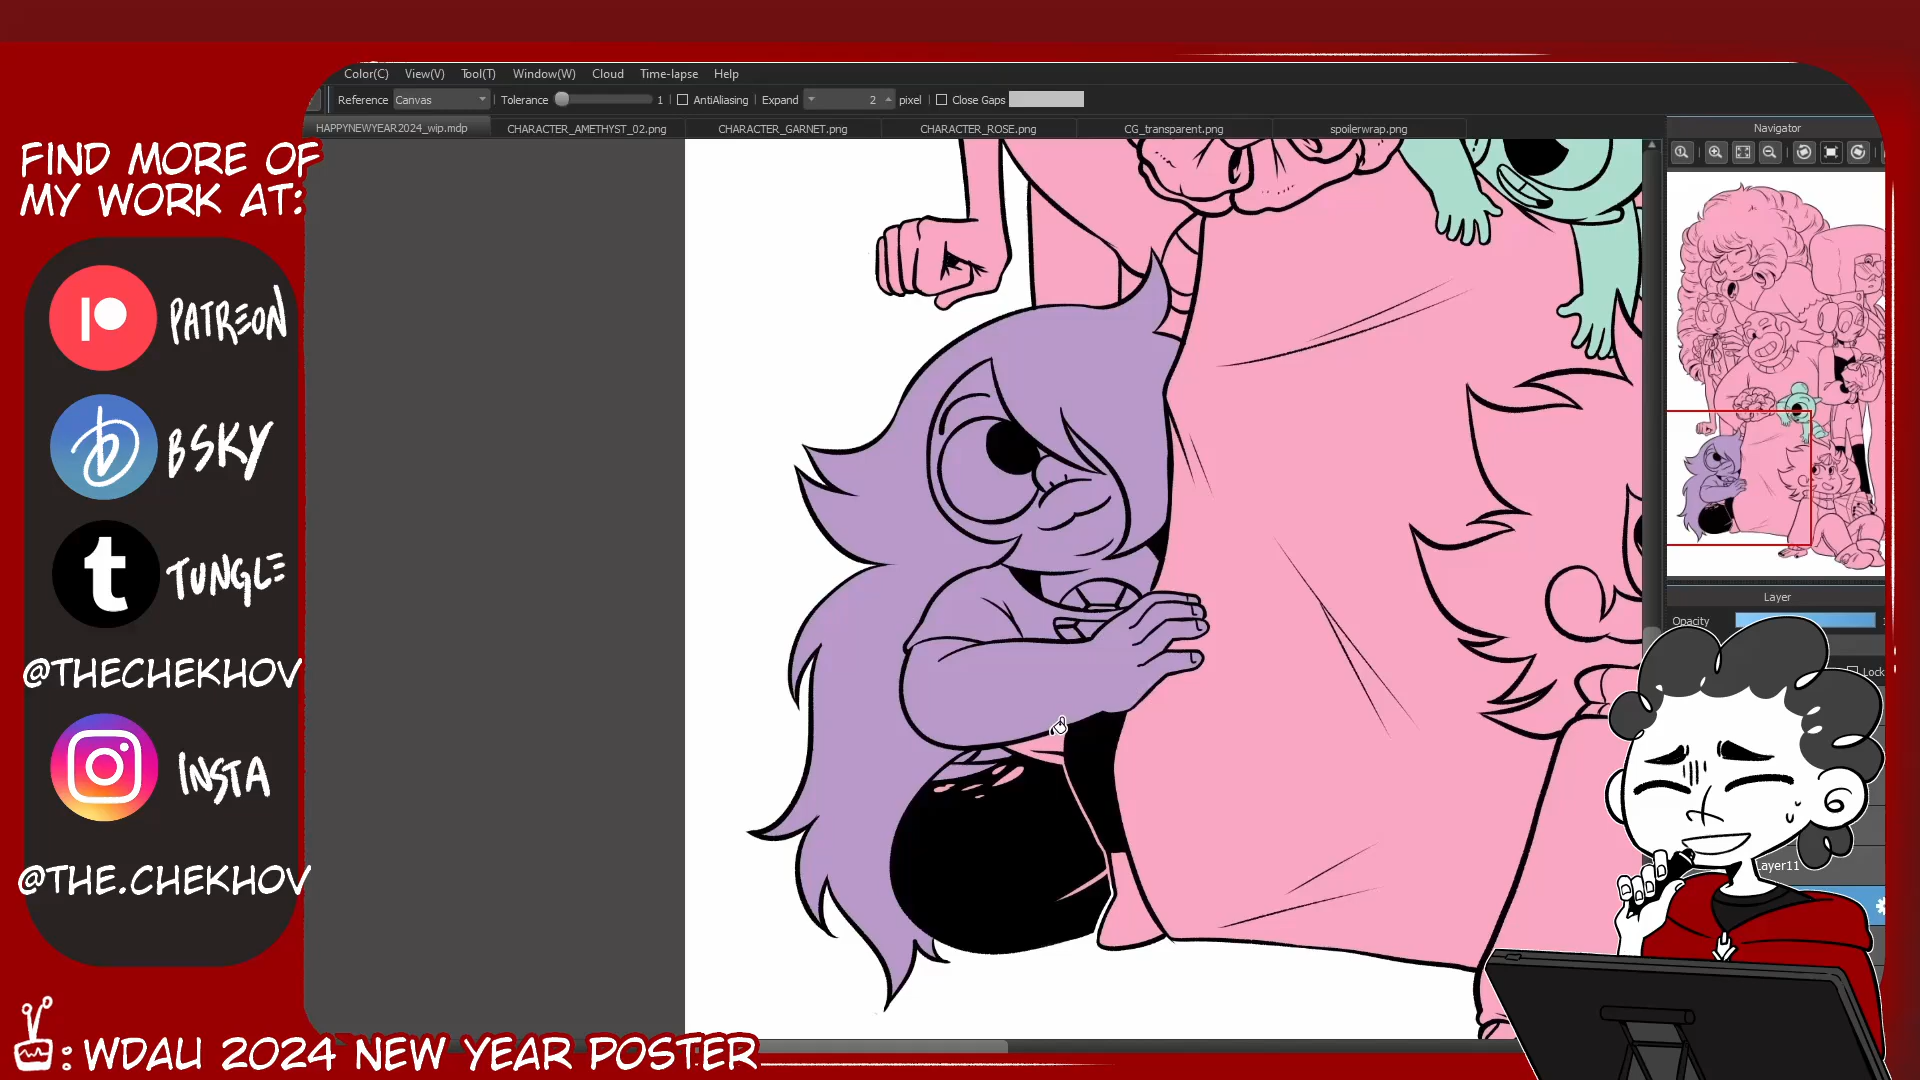 Color(C) View(V) Tool(T) Window(W) Cloud Time-lapse Help
Reference Canvas Tolerance 1 AntiAliasing Expand 2 pixel Close Gaps
HAPPYNEWYEAR2024_wip.mdp CHARACTER_AMETHYST_02.png CHARACTER_GARNET.png CHARACTER_ROSE.png CG_transparent.png spoilerwrap.png
Navigator
FIND MORE OF
MY WORK AT:
PATREON
BSKY
t TUNGLE
@THECHEKHOV
INSTA
@THE.CHEKHOV
Layer
Opacity
Lock
Layer11
: WDAU 2024 NEW YEAR POSTER